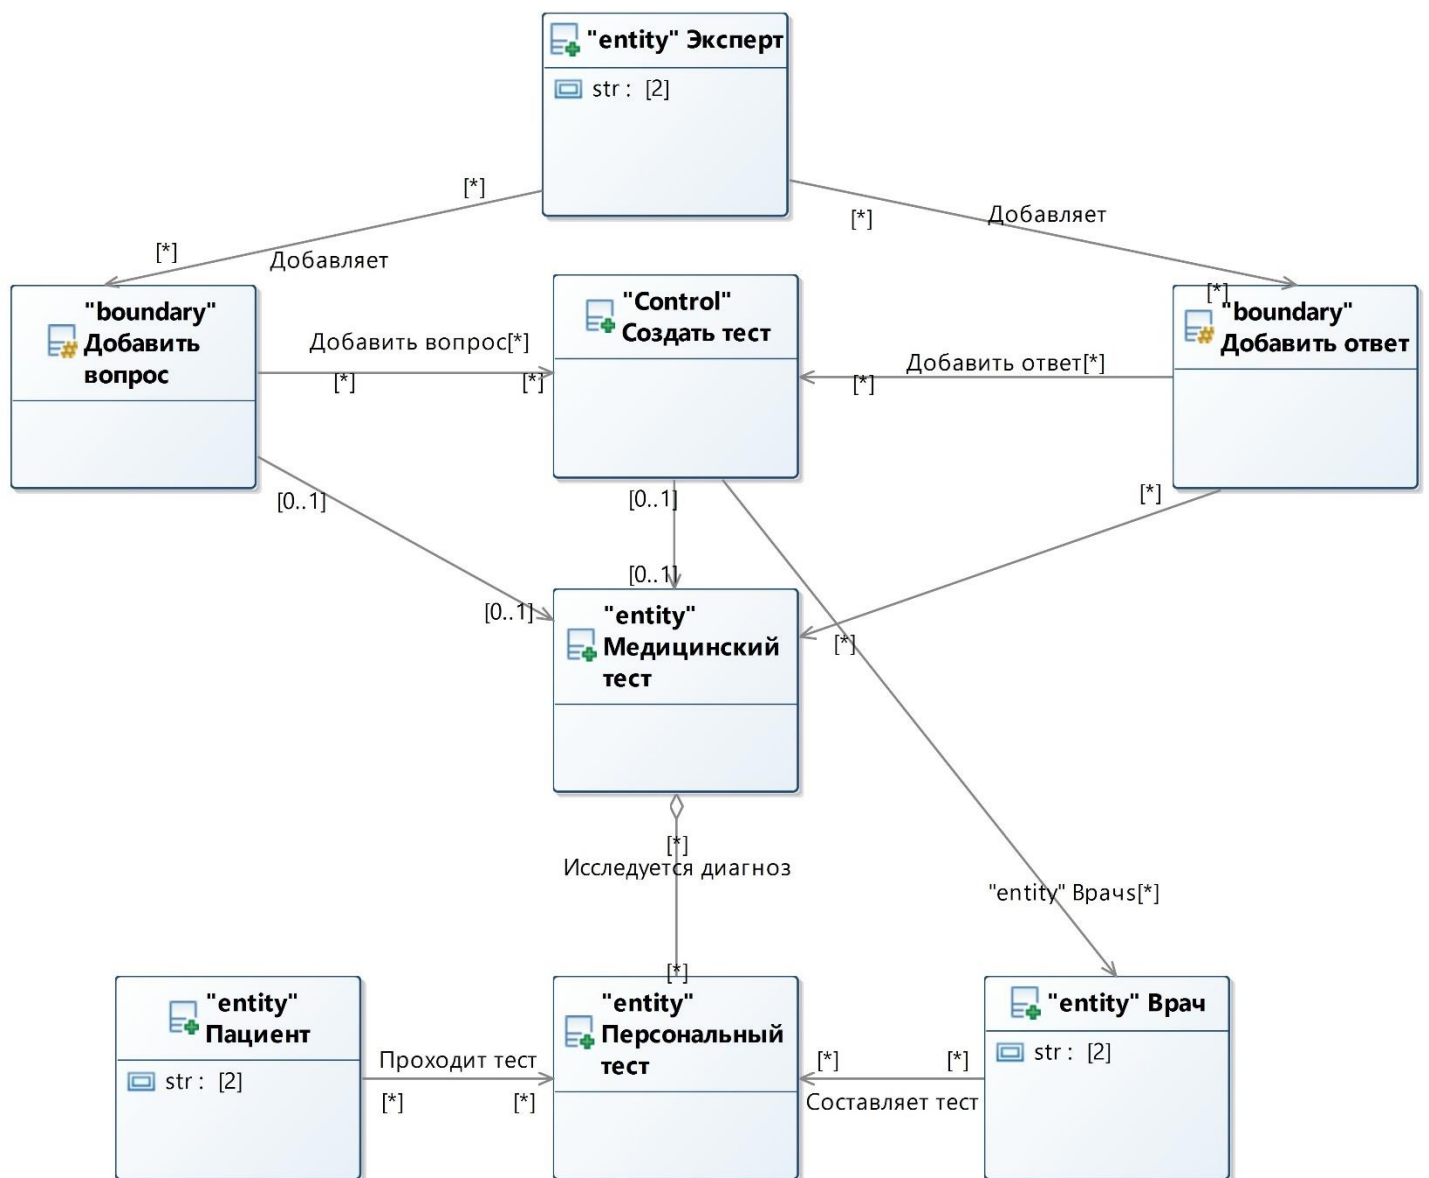 "entity" Эксперт
str : [2]
[*]
[*]
Добавляет
[*]
Добавляет
[*]
"boundary"
Добавить
вопрос
Добавить вопрос[*]
[*]
[*]
"Control"
Создать тест
Добавить ответ[*]
[*]
"boundary"
Добавить ответ
[0..1]
[0..1]
[*]
[0..1]
[0..1]
[*]
"entity"
Медицинский
тест
[*]
Исследуется диагноз
"entity" Врачs[*]
[*]
"entity"
Пациент
str : [2]
Проходит тест
[*]
[*]
"entity"
Персональный
тест
[*]
[*]
Составляет тест
"entity" Врач
str : [2]